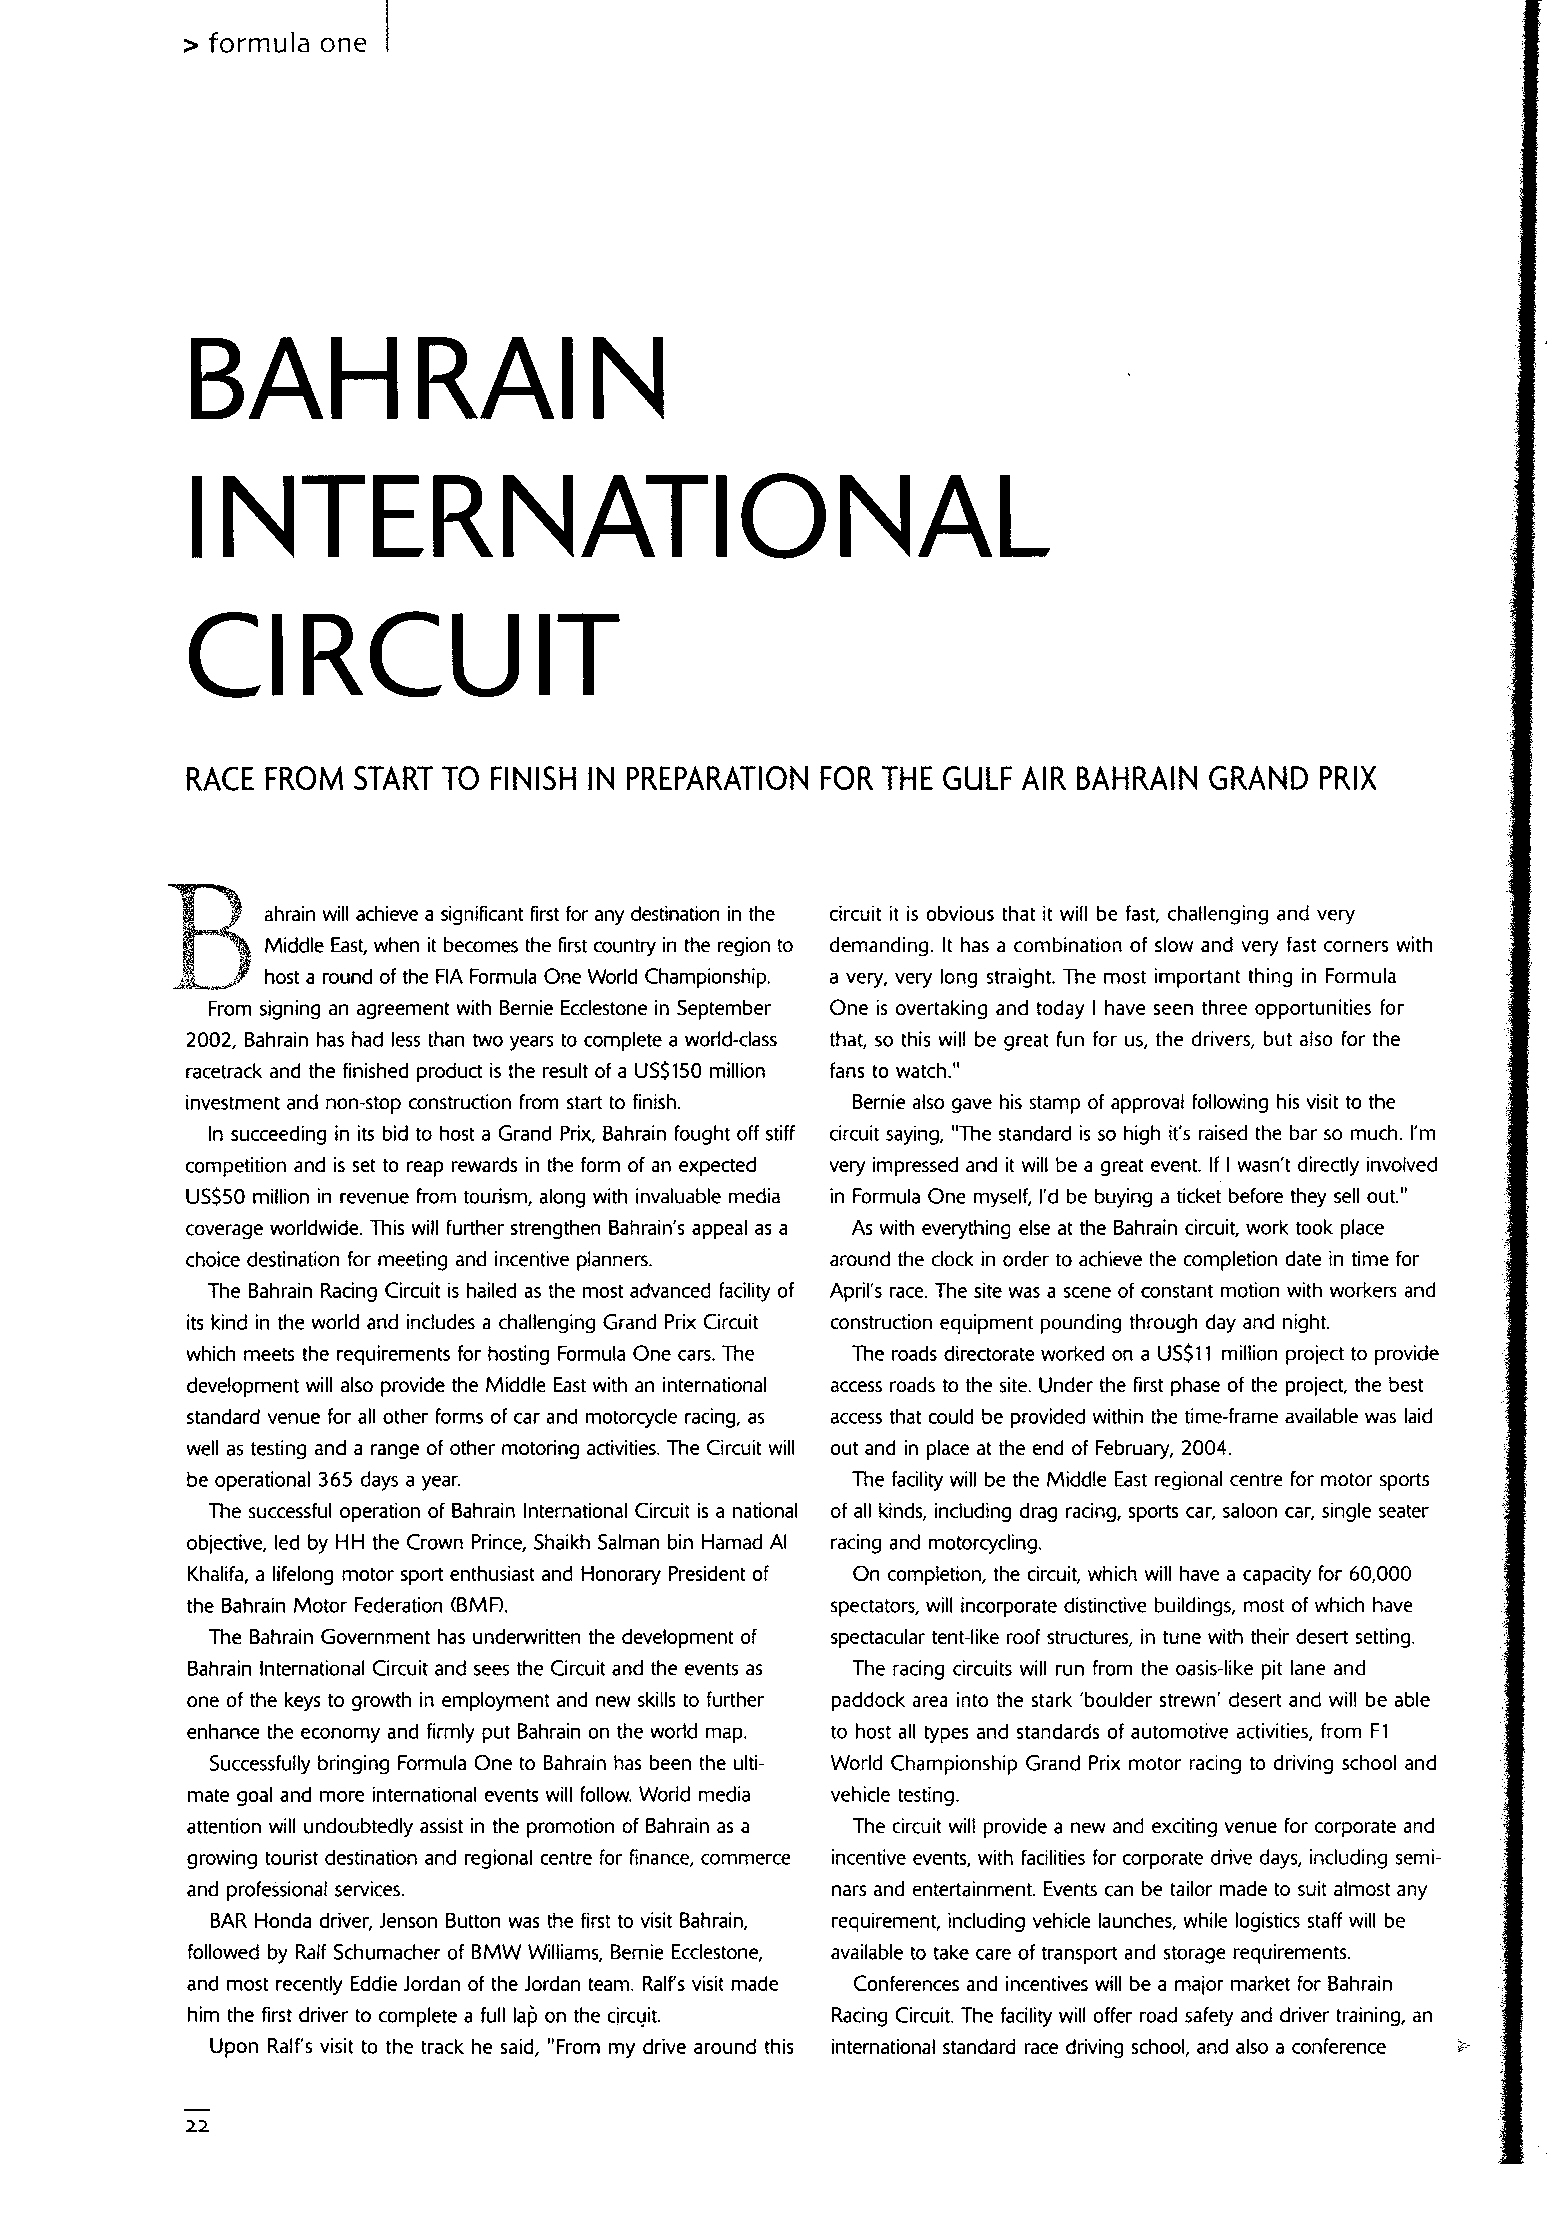 > formula one
BAHRAIN
INTERNATIONAL
CIRCUIT
RACE FROM START TO FINISH IN PREPARATION FOR THE GULF AIR BAHRAIN GRAND PRIX
Bahrain will achieve a significant first for any destination in the
Middle East, when it becomes the first country in the region to
host a round of the FIA Formula One World Championship.
From signing an agreement with Bernie Ecclestone in September
2002, Bahrain has had less than two years to complete a world-class
racetrack and the finished product is the result of a US$150 million
investment and non-stop construction from start to finish.
In succeeding in its bid to host a Grand Prix, Bahrain fought off stiff
competition and is set to reap rewards in the form of an expected
US$50 million in revenue from tourism, along with invaluable media
coverage worldwide. This will further strengthen Bahrain's appeal as a
choice destination for meeting and incentive planners.
The Bahrain Racing Circuit is hailed as the most advanced facility of
its kind in the world and includes a challenging Grand Prix Circuit
which meets the requirements for hosting Formula One cars. The
development will also provide the Middle East with an international
standard venue for all other forms of car and motorcycle racing, as
well as testing and a range of other motoring activities. The Circuit will
be operational 365 days a year.
The successful operation of Bahrain International Circuit is a national
objective, led by HH the Crown Prince, Shaikh Salman bin Hamad Al
Khalifa, a lifelong motor sport enthusiast and Honorary President of
the Bahrain Motor Federation (BMF).
The Bahrain Government has underwritten the development of
Bahrain International Circuit and sees the Circuit and the events as
one of the keys to growth in employment and new skills to further
enhance the economy and firmly put Bahrain on the world map.
Successfully bringing Formula One to Bahrain has been the ulti-
mate goal and more international events will follow. World media
attention will undoubtedly assist in the promotion of Bahrain as a
growing tourist destination and regional centre for finance, commerce
and professional services.
BAR Honda driver, Jenson Button was the first to visit Bahrain,
followed by Ralf Schumacher of BMW Williams, Bernie Ecclestone,
and most recently Eddie Jordan of the Jordan team. Ralf's visit made
him the first driver to complete a full lap on the circuit.
Upon Ralf's visit to the track he said, "From my drive around this
circuit it is obvious that it will be fast, challenging and very
demanding. It has a combination of slow and very fast corners with
a very, very long straight. The most important thing in Formula
One is overtaking and today I have seen three opportunities for
that, so this will be great fun for us, the drivers, but also for the
fans to watch."
Bernie also gave his stamp of approval following his visit to the
circuit saying, "The standard is so high it's raised the bar so much. I'm
very impressed and it will be a great event. If I wasn't directly involved
in Formula One myself, I'd be buying a ticket before they sell out."
As with everything else at the Bahrain circuit, work took place
around the clock in order to achieve the completion date in time for
April's race. The site was a scene of constant motion with workers and
construction equipment pounding through day and night.
The roads directorate worked on a US$11 million project to provide
access roads to the site. Under the first phase of the project, the best
access that could be provided within the time-frame available was laid
out and in place at the end of February, 2004.
The facility will be the Middle East regional centre for motor sports
of all kinds, including drag racing, sports car, saloon car, single seater
racing and motorcycling.
On completion, the circuit, which will have a capacity for 60,000
spectators, will incorporate distinctive buildings, most of which have
spectacular tent-like roof structures, in tune with their desert setting.
The racing circuits will run from the oasis-like pit lane and
paddock area into the stark 'boulder strewn' desert and will be able
to host all types and standards of automotive activities, from F1
World Championship Grand Prix motor racing to driving school and
vehicle testing.
The circuit will provide a new and exciting venue for corporate and
incentive events, with facilities for corporate drive days, including semi-
nars and entertainment. Events can be tailor made to suit almost any
requirement, including vehicle launches, while logistics staff will be
available to take care of transport and storage requirements.
Conferences and incentives will be a major market for Bahrain
Racing Circuit. The facility will offer road safety and driver training, an
international standard race driving school, and also a conference >
22